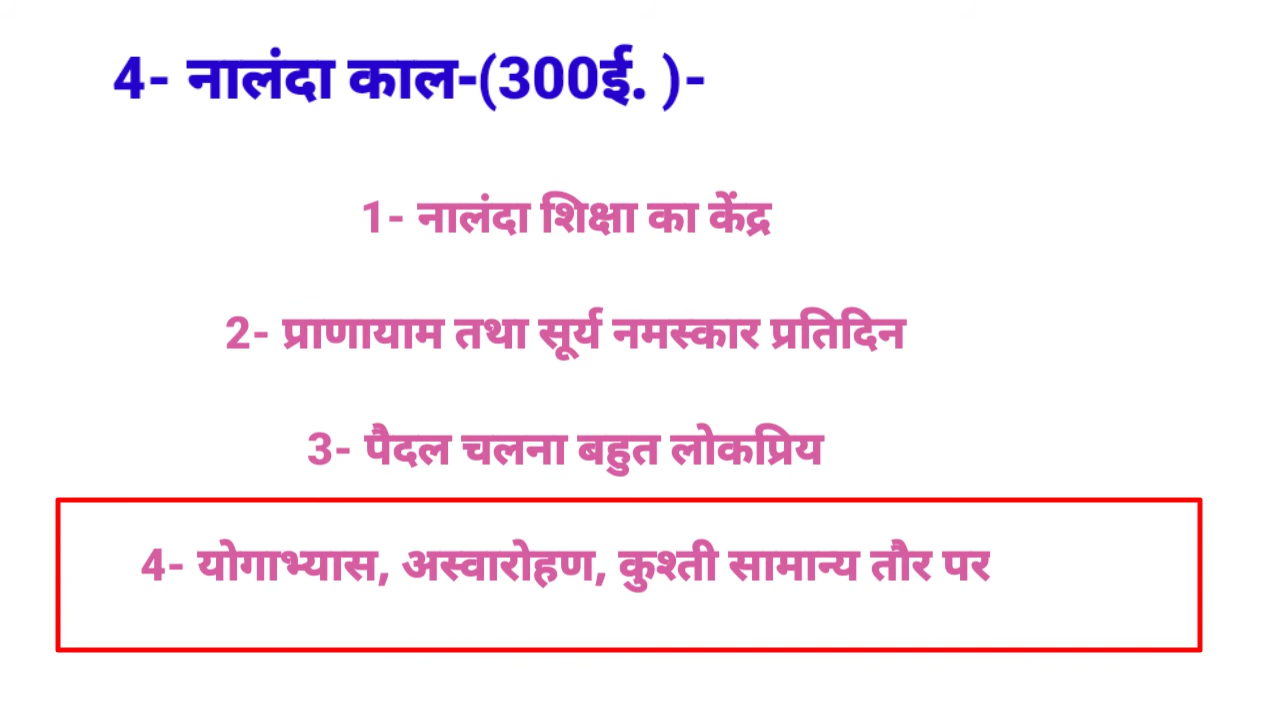 4- नालंदा काल-(300ई. )-
1- नालंदा शिक्षा का केंद्र
2- प्राणायाम तथा सूर्य नमस्कार प्रतिदिन
3- पैदल चलना बहुत लोकप्रिय
4- योगाभ्यास, अस्वारोहण, कुश्ती सामान्य तौर पर